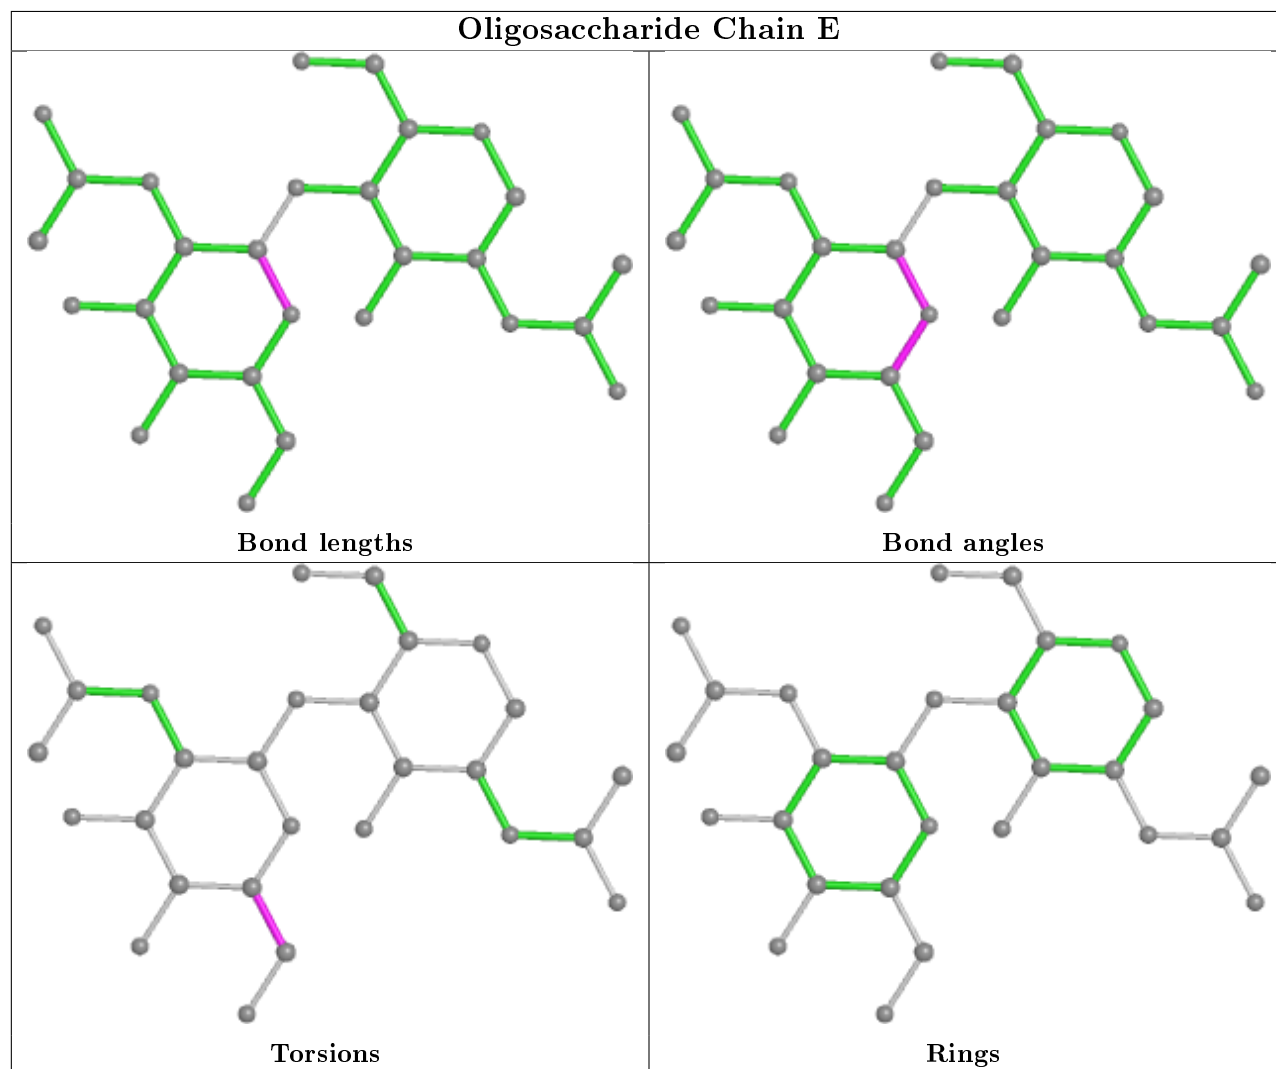 Oligosaccharide Chain E
Bond lengths
Bond angles
Torsions
Rings